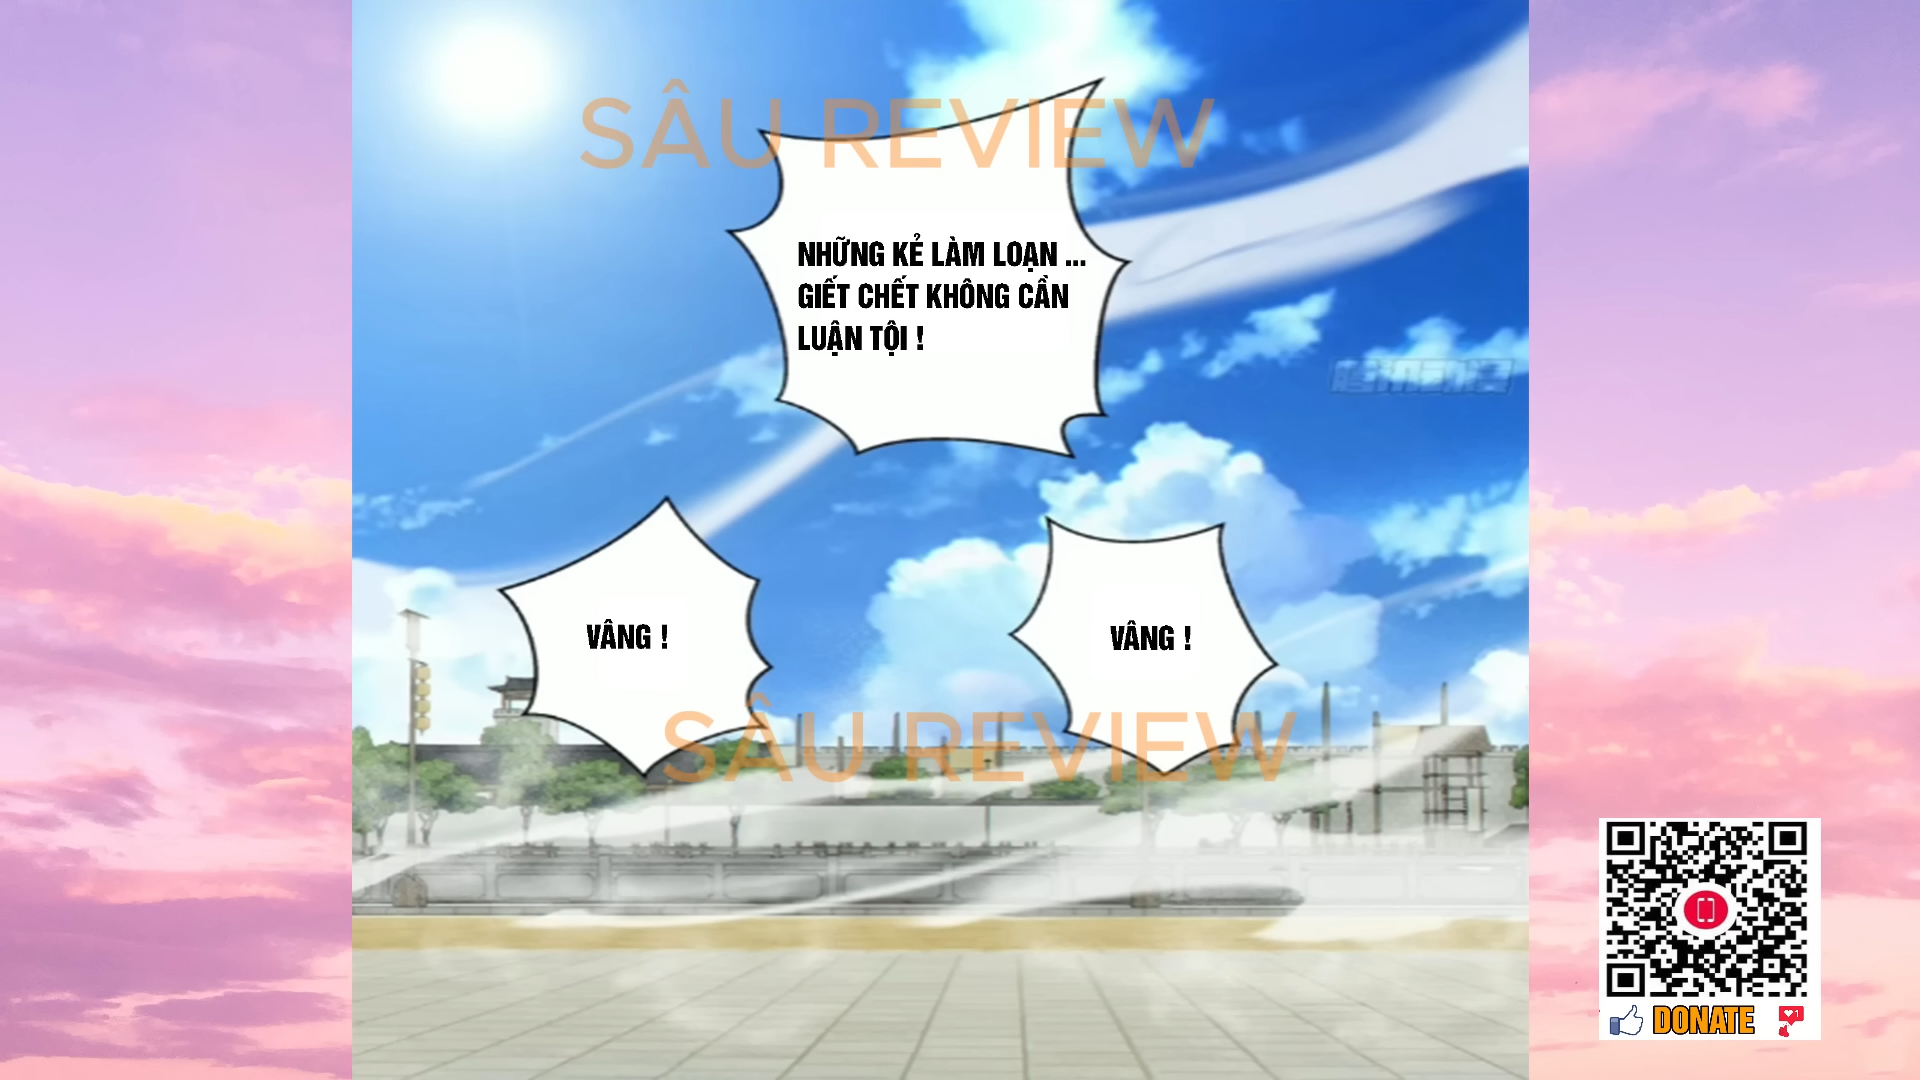 SÂU REVIEW
NHỮNG KẺ LÀM LOẠN ...
GIẾT CHẾT KHÔNG CẦN
LUẬN TỘI !
VÂNG !
VÂNG !
SÂU REVIEW
DONATE